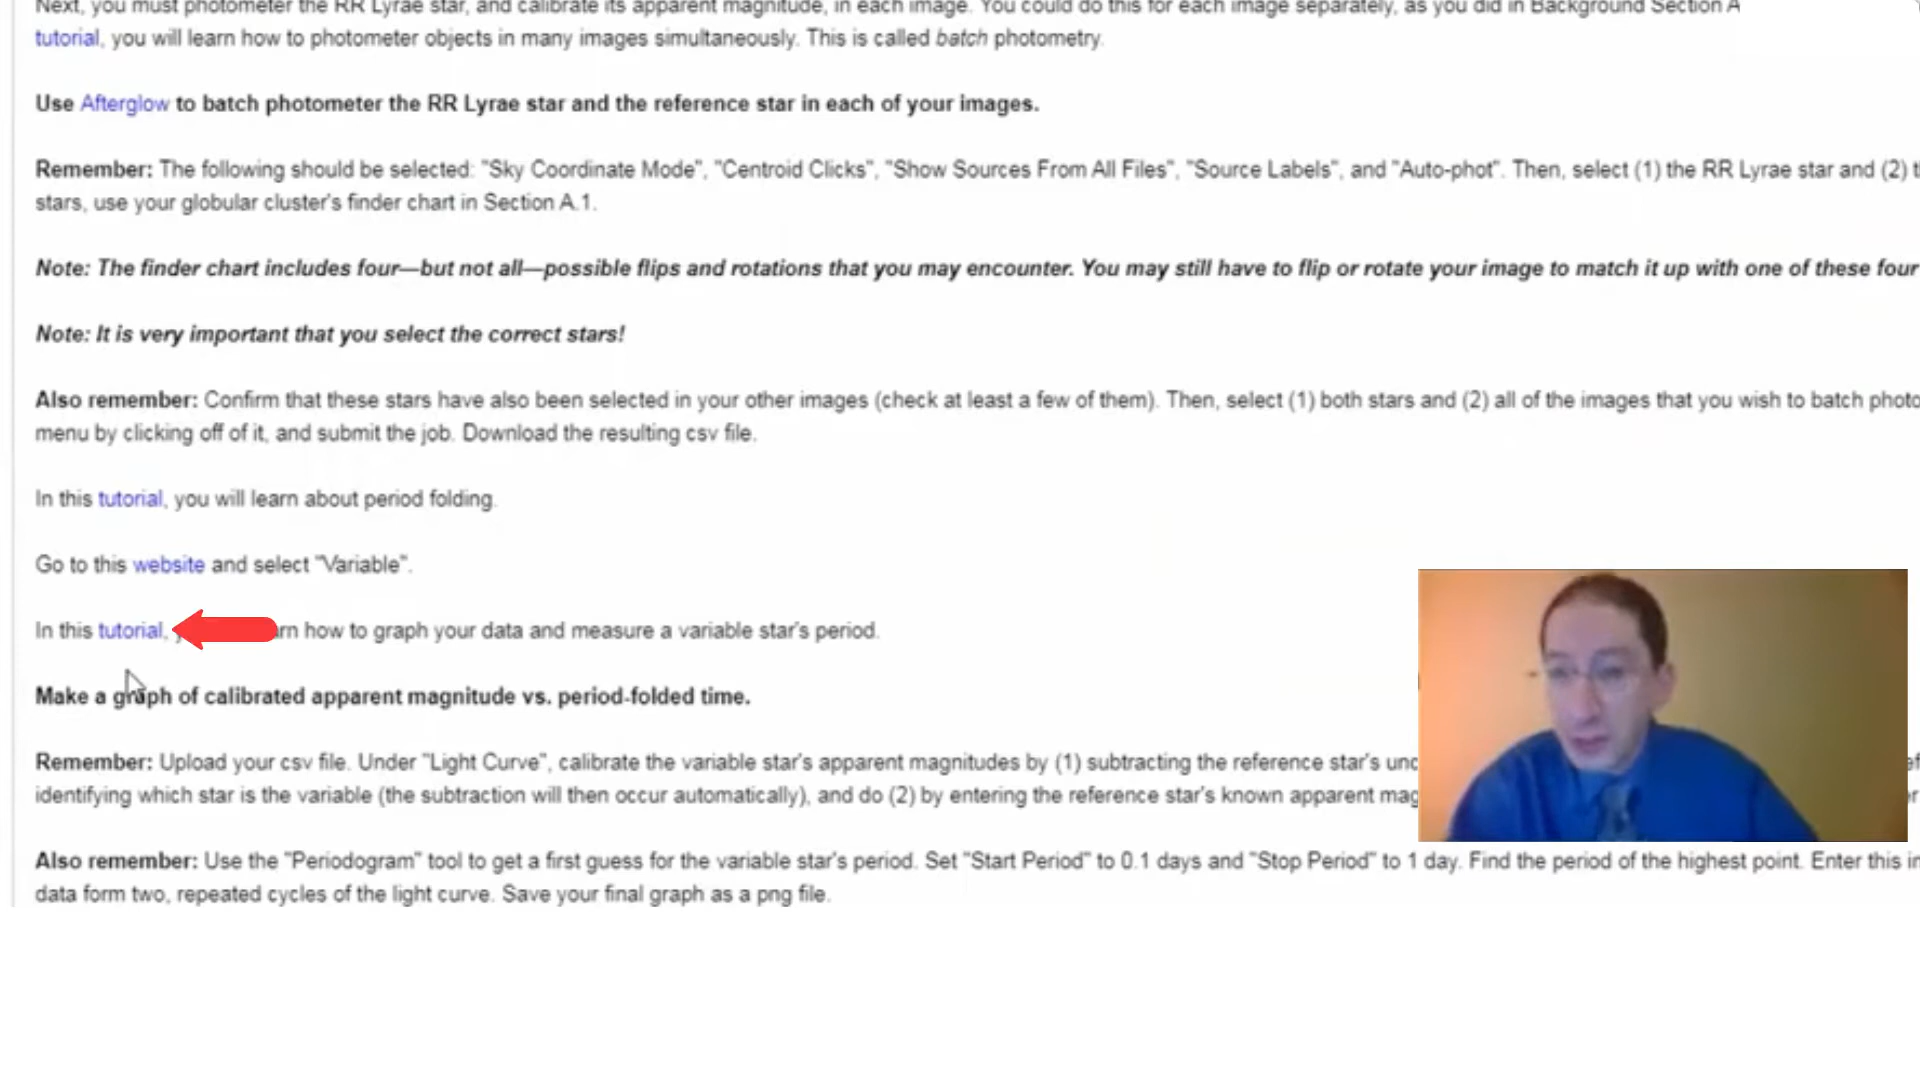 Next, you must photometer the RR Lyrae star, and calibrate its apparent magnitude, in each image. You could do this for each image separately, as you did in Background Section A
tutorial, you will learn how to photometer objects in many images simultaneously. This is called batch photometry.
Use Afterglow to batch photometer the RR Lyrae star and the reference star in each of your images.
Remember: The following should be selected: "Sky Coordinate Mode", "Centroid Clicks", "Show Sources From All Files", "Source Labels", and "Auto-phot". Then, select (1) the RR Lyrae star and (2) t
stars, use your globular cluster's finder chart in Section A.1.
Note: The finder chart includes four—but not all—possible flips and rotations that you may encounter. You may still have to flip or rotate your image to match it up with one of these four
Note: It is very important that you select the correct stars!
Also remember: Confirm that these stars have also been selected in your other images (check at least a few of them). Then, select (1) both stars and (2) all of the images that you wish to batch photo
menu by clicking off of it, and submit the job. Download the resulting csv file.
In this tutorial, you will learn about period folding.
Go to this website and select "Variable".
In this tutorial, y rn how to graph your data and measure a variable star's period.
Make a graph of calibrated apparent magnitude vs. period-folded time.
Remember: Upload your csv file. Under "Light Curve", calibrate the variable star's apparent magnitudes by (1) subtracting the reference star's unc ef
identifying which star is the variable (the subtraction will then occur automatically), and do (2) by entering the reference star's known apparent mag r
Also remember: Use the "Periodogram" tool to get a first guess for the variable star's period. Set "Start Period" to 0.1 days and "Stop Period" to 1 day. Find the period of the highest point. Enter this in
data form two, repeated cycles of the light curve. Save your final graph as a png file.